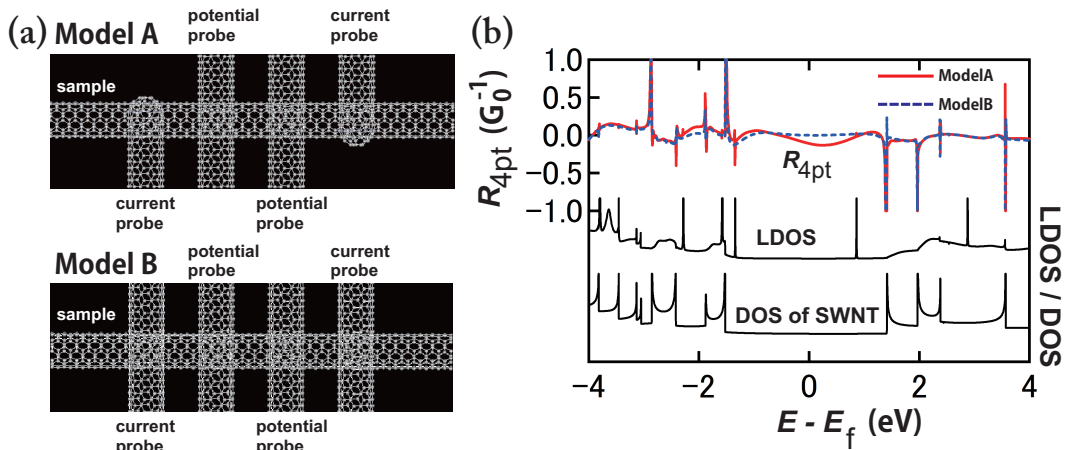 (a)
Model A
potential
probe
current
probe
sample
current
probe
potential
probe
Model B
potential
probe
current
probe
sample
current
probe
potential
probe
(b)
R4pt (G0^-1)
1.0
0.5
0.0
-0.5
-1.0
ModelA
ModelB
R4pt
LDOS
DOS of SWNT
LDOS / DOS
−4 −2 0 2 4
E - Ef (eV)